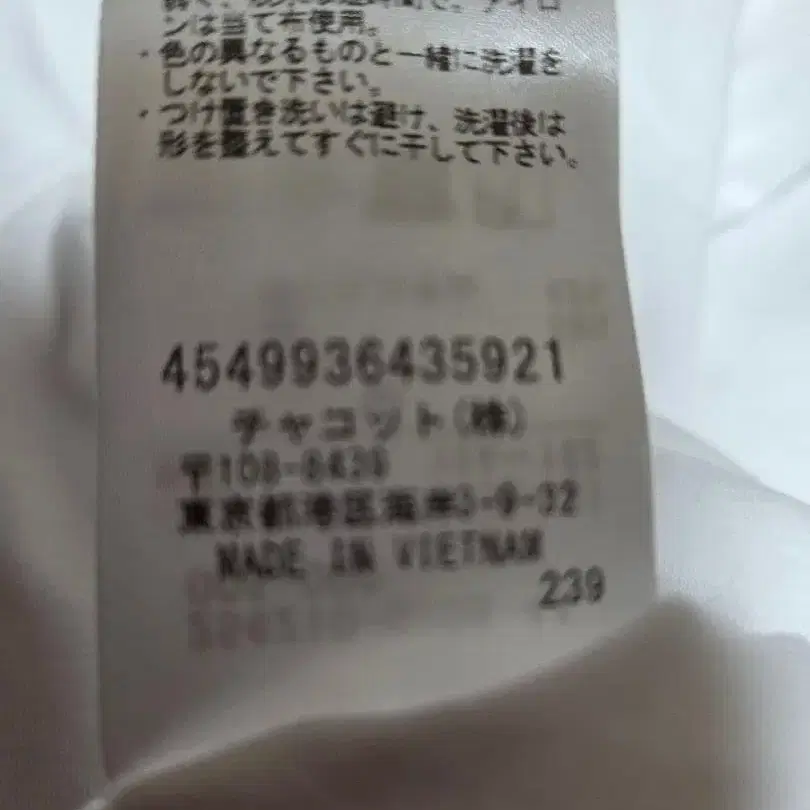 ンは当て布使用。
・色の異なるものと一緒に洗濯を
しないで下さい。
・つけ置き洗いは避け、洗濯後は
形を整えてすぐに干して下さい。
4549936435921
チャコット(株)
〒108-8439
東京都港区海岸3-9-32
MADE IN VIETNAM
239